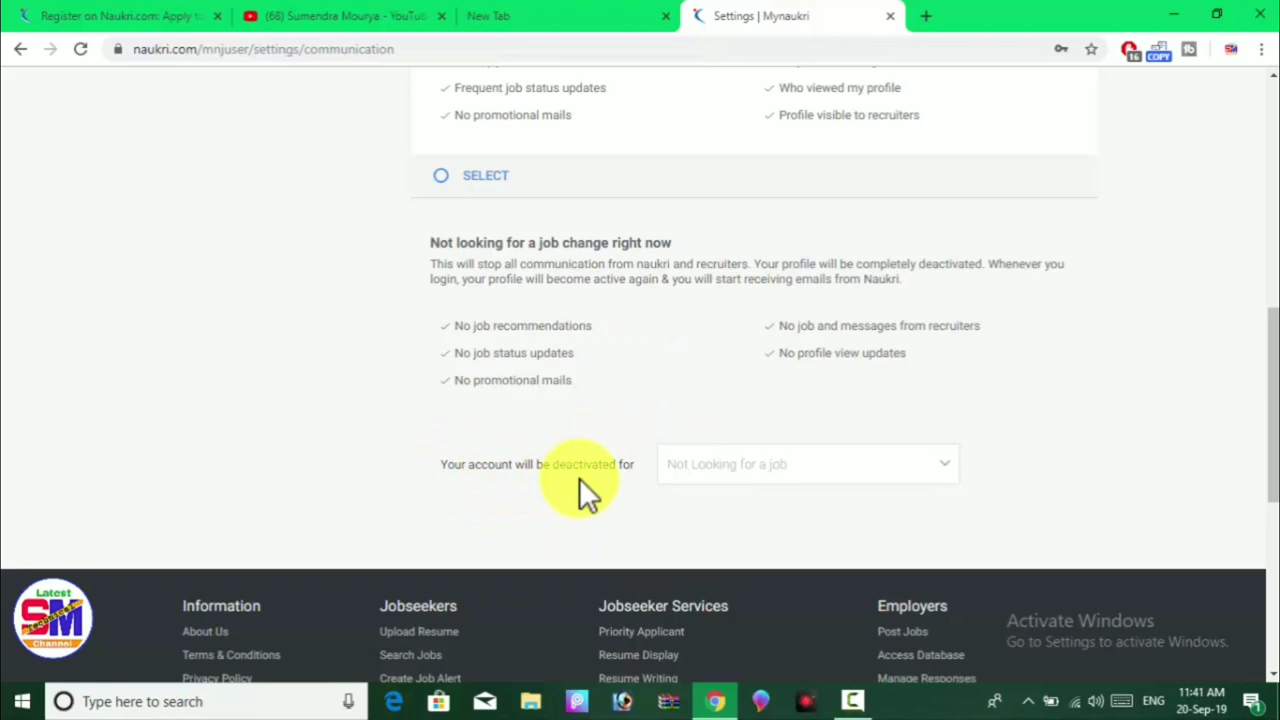 Register on Naukri.com: Apply to
(68) Sumendra Mourya - YouTub
New Tab
Settings | Mynaukri
naukri.com/mnjuser/settings/communication
16
COPY
Frequent job status updates
Who viewed my profile
No promotional mails
Profile visible to recruiters
SELECT
Not looking for a job change right now
This will stop all communication from naukri and recruiters. Your profile will be completely deactivated. Whenever you
login, your profile will become active again & you will start receiving emails from Naukri.
No job recommendations
No job and messages from recruiters
No job status updates
No profile view updates
No promotional mails
Your account will be deactivated for
Not Looking for a job
Latest
SM
Channel
Information
Jobseekers
Jobseeker Services
Employers
About Us
Upload Resume
Priority Applicant
Post Jobs
Terms & Conditions
Search Jobs
Resume Display
Access Database
Privacy Policy
Create Job Alert
Resume Writing
Manage Responses
Activate Windows
Go to Settings to activate Windows.
Type here to search
ENG
11:41 AM
20-Sep-19
1